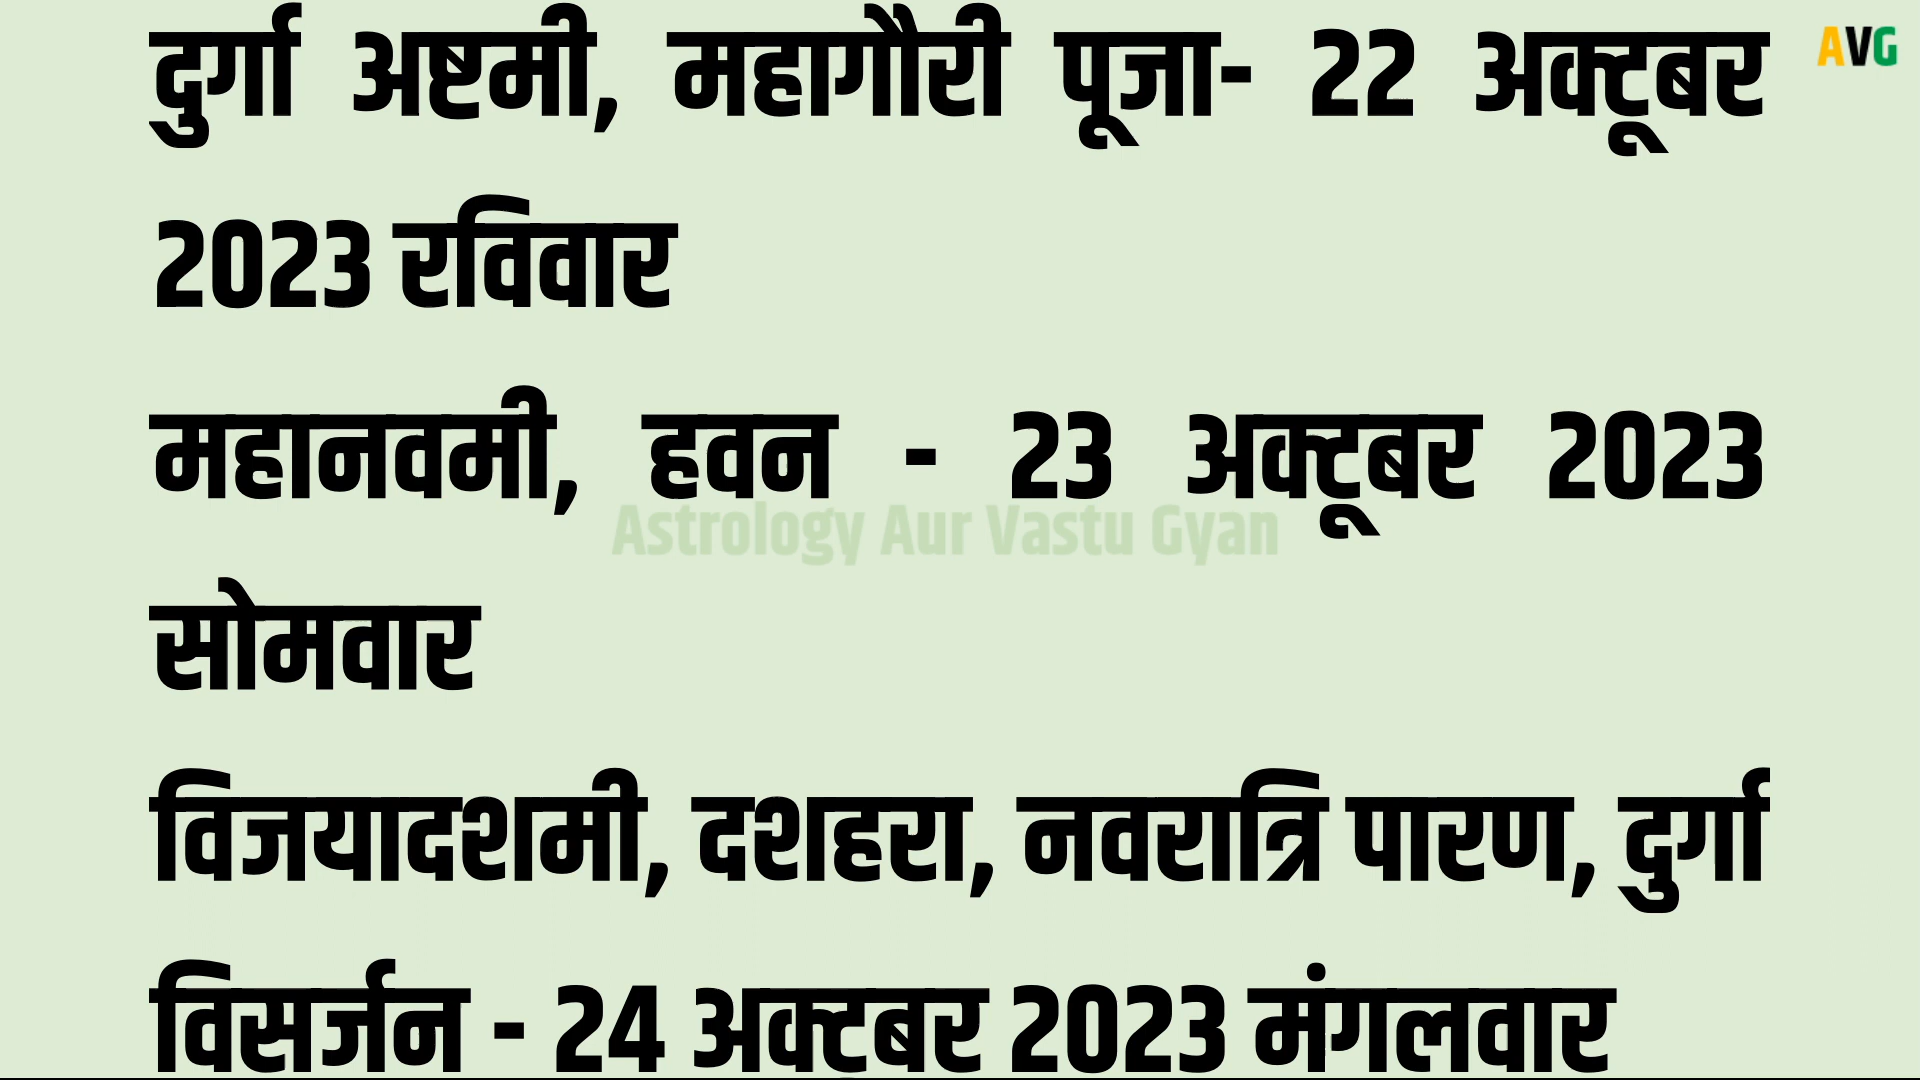 दुर्गा अष्टमी, महागौरी पूजा- 22 अक्टूबर
AVG
2023 रविवार
महानवमी, हवन - 23 अक्टूबर 2023
Astrology Aur Vastu Gyan
सोमवार
विजयादशमी, दशहरा, नवरात्रि पारण, दुर्गा
विसर्जन - 24 अक्टूबर 2023 मंगलवार